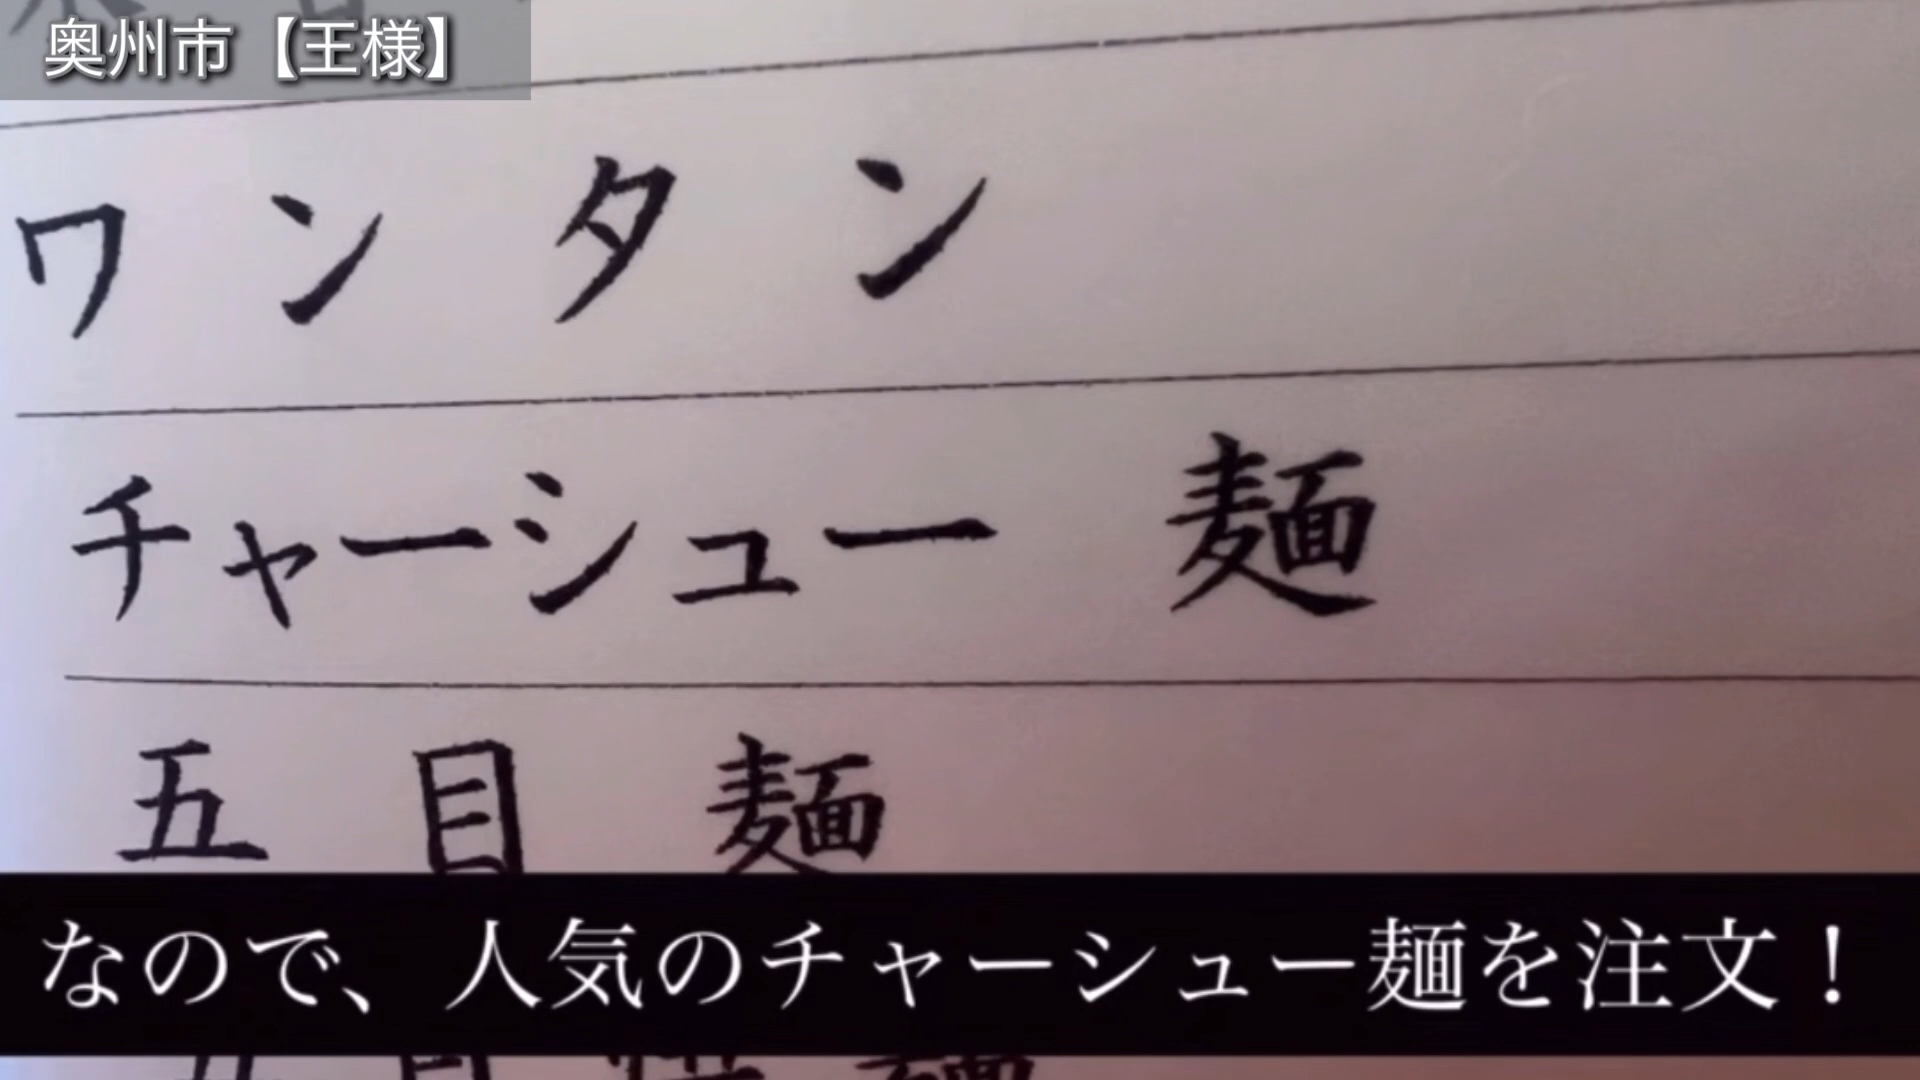 奥州市【王様】
ワンタン
チャーシュー麺
五目麺
なので、人気のチャーシュー麺を注文！